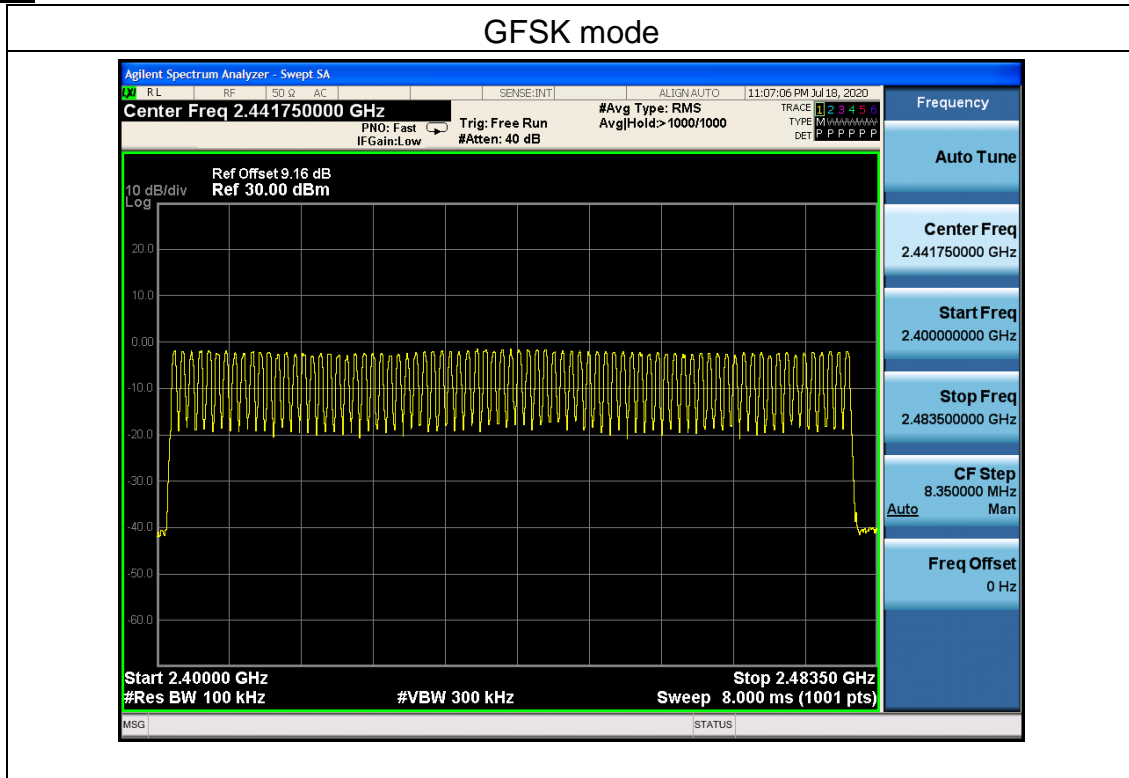 GFSK mode
Agilent Spectrum Analyzer - Swept SA
LXI RL RF 50 Ω AC SENSE:INT ALIGN AUTO 11:07:06 PM Jul 18, 2020
Center Freq 2.441750000 GHz
PNO: Fast
IFGain:Low
Trig: Free Run
#Atten: 40 dB
#Avg Type: RMS
Avg|Hold:>1000/1000
TRACE 1 2 3 4 5 6
TYPE M
DET P P P P P P
Ref Offset 9.16 dB
10 dB/div Ref 30.00 dBm
Log
20.0
10.0
0.00
-10.0
-20.0
-30.0
-40.0
-50.0
-60.0
Start 2.40000 GHz Stop 2.48350 GHz
#Res BW 100 kHz #VBW 300 kHz Sweep 8.000 ms (1001 pts)
MSG STATUS
Frequency
Auto Tune
Center Freq
2.441750000 GHz
Start Freq
2.400000000 GHz
Stop Freq
2.483500000 GHz
CF Step
8.350000 MHz
Auto Man
Freq Offset
0 Hz